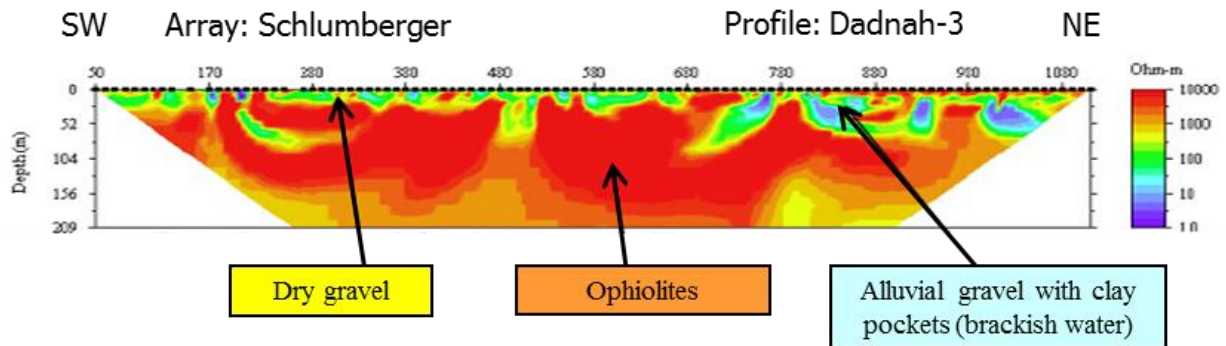 SW Array: Schlumberger Profile: Dadnah-3 NE
50 170 280 380 480 580 680 780 880 980 1080 Ohm-m
Depth(m)
0
52
104
156
209
10000
1000
100
10
1.0
Dry gravel
Ophiolites
Alluvial gravel with clay
pockets (brackish water)